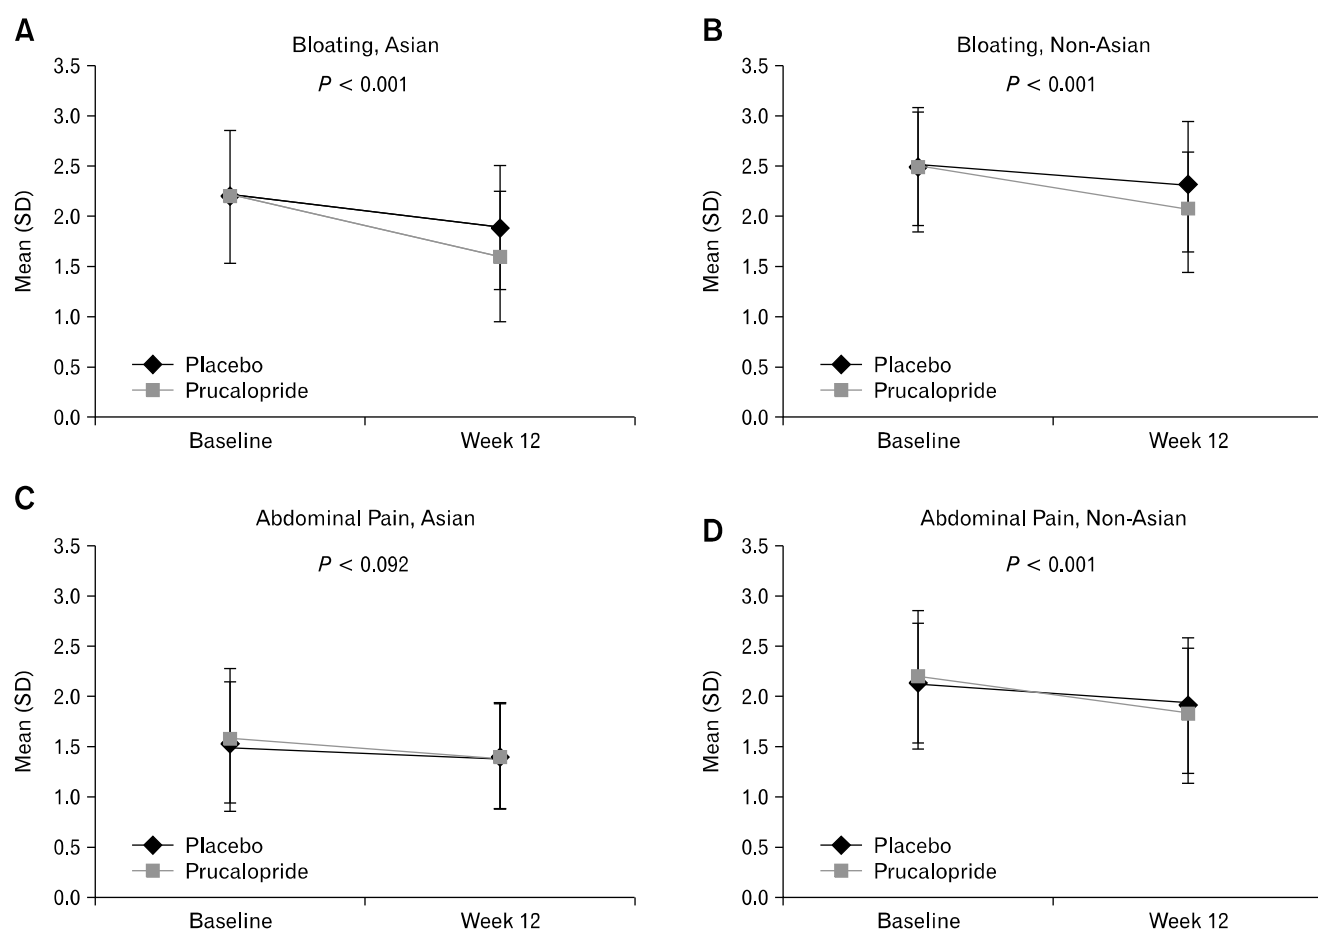 A
Bloating, Asian
P < 0.001
3.5
3.0
2.5
2.0
1.5
1.0
0.5
0.0
Mean (SD)
Placebo
Prucalopride
Baseline
Week 12
B
Bloating, Non-Asian
P < 0.001
3.5
3.0
2.5
2.0
1.5
1.0
0.5
0.0
Mean (SD)
Placebo
Prucalopride
Baseline
Week 12
C
Abdominal Pain, Asian
P < 0.092
3.5
3.0
2.5
2.0
1.5
1.0
0.5
0.0
Mean (SD)
Placebo
Prucalopride
Baseline
Week 12
D
Abdominal Pain, Non-Asian
P < 0.001
3.5
3.0
2.5
2.0
1.5
1.0
0.5
0.0
Mean (SD)
Placebo
Prucalopride
Baseline
Week 12